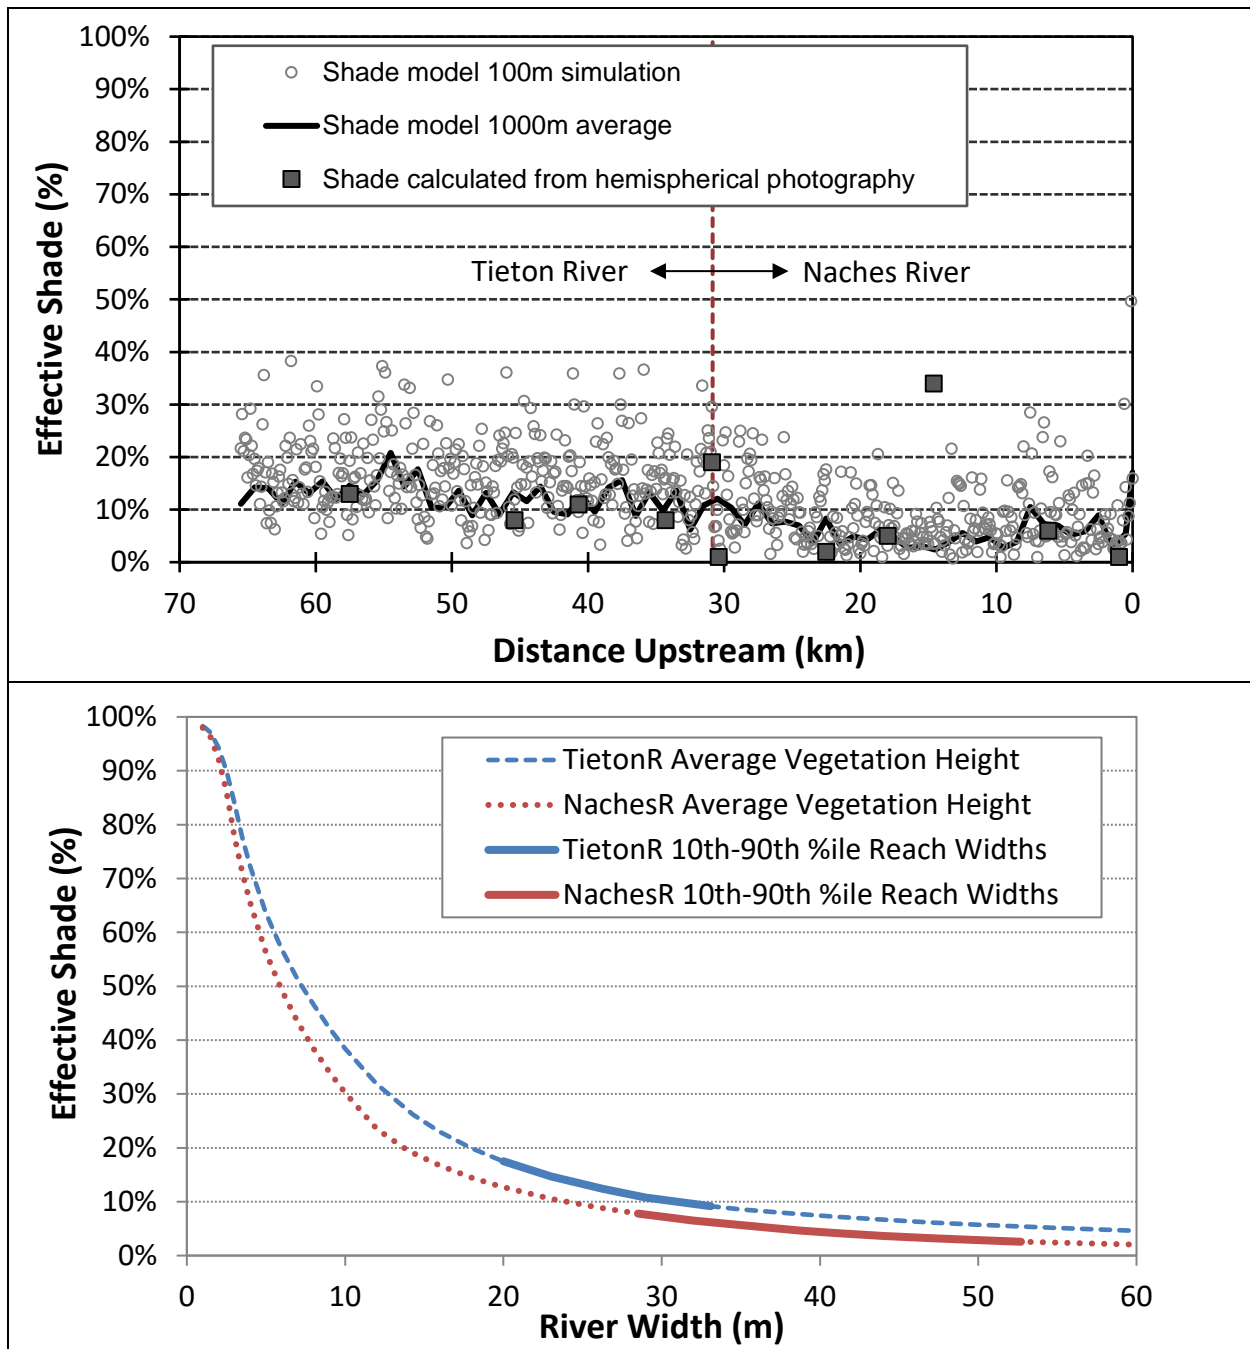 100%
90%
80%
70%
60%
50%
40%
30%
20%
10%
0%
Effective Shade (%)
Shade model 100m simulation
Shade model 1000m average
Shade calculated from hemispherical photography
Tieton River
Naches River
70 60 50 40 30 20 10 0
Distance Upstream (km)
100%
90%
80%
70%
60%
50%
40%
30%
20%
10%
0%
Effective Shade (%)
TietonR Average Vegetation Height
NachesR Average Vegetation Height
TietonR 10th-90th %ile Reach Widths
NachesR 10th-90th %ile Reach Widths
0 10 20 30 40 50 60
River Width (m)